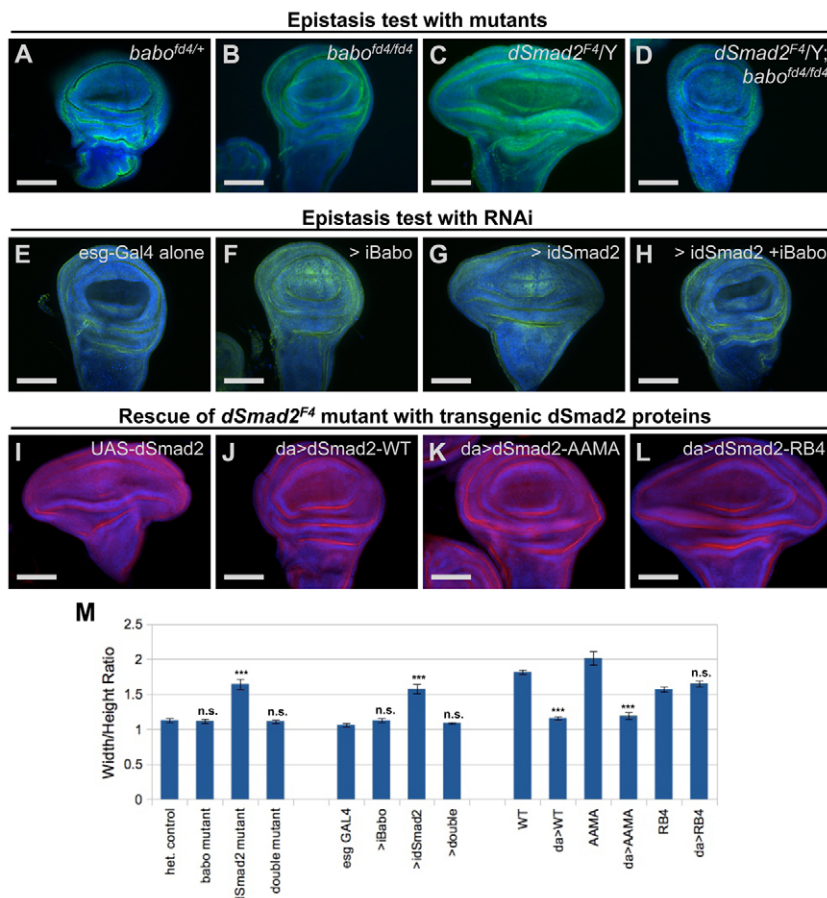 Epistasis test with mutants
A babo^fd4/+
B babo^fd4/fd4
C dSmad2^F4/Y
D dSmad2^F4/Y;
babo^fd4/fd4
Epistasis test with RNAi
E esg-Gal4 alone
F > iBabo
G > idSmad2
H > idSmad2 +iBabo
Rescue of dSmad2^F4 mutant with transgenic dSmad2 proteins
I UAS-dSmad2
J da>dSmad2-WT
K da>dSmad2-AAMA
L da>dSmad2-RB4
M
Width/Height Ratio
2.5
2
1.5
1
0.5
0
n.s.
***
n.s.
n.s.
***
n.s.
***
***
n.s.
het. control
babo mutant
dSmad2 mutant
double mutant
esg GAL4
>iBabo
>idSmad2
>double
WT
da>WT
AAMA
da>AAMA
RB4
da>RB4